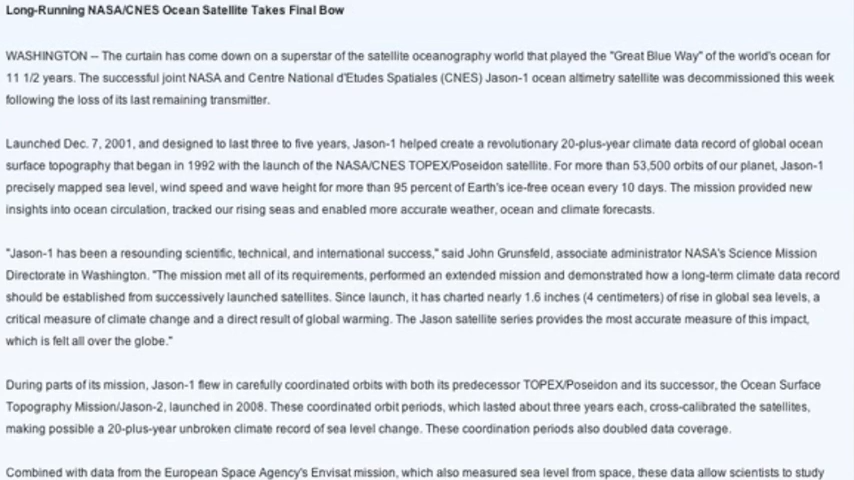 Long-Running NASA/CNES Ocean Satellite Takes Final Bow
WASHINGTON -- The curtain has come down on a superstar of the satellite oceanography world that played the "Great Blue Way" of the world's ocean for
11 1/2 years. The successful joint NASA and Centre National d'Etudes Spatiales (CNES) Jason-1 ocean altimetry satellite was decommissioned this week
following the loss of its last remaining transmitter.
Launched Dec. 7, 2001, and designed to last three to five years, Jason-1 helped create a revolutionary 20-plus-year climate data record of global ocean
surface topography that began in 1992 with the launch of the NASA/CNES TOPEX/Poseidon satellite. For more than 53,500 orbits of our planet, Jason-1
precisely mapped sea level, wind speed and wave height for more than 95 percent of Earth's ice-free ocean every 10 days. The mission provided new
insights into ocean circulation, tracked our rising seas and enabled more accurate weather, ocean and climate forecasts.
"Jason-1 has been a resounding scientific, technical, and international success," said John Grunsfeld, associate administrator NASA's Science Mission
Directorate in Washington. "The mission met all of its requirements, performed an extended mission and demonstrated how a long-term climate data record
should be established from successively launched satellites. Since launch, it has charted nearly 1.6 inches (4 centimeters) of rise in global sea levels, a
critical measure of climate change and a direct result of global warming. The Jason satellite series provides the most accurate measure of this impact,
which is felt all over the globe."
During parts of its mission, Jason-1 flew in carefully coordinated orbits with both its predecessor TOPEX/Poseidon and its successor, the Ocean Surface
Topography Mission/Jason-2, launched in 2008. These coordinated orbit periods, which lasted about three years each, cross-calibrated the satellites,
making possible a 20-plus-year unbroken climate record of sea level change. These coordination periods also doubled data coverage.
Combined with data from the European Space Agency's Envisat mission, which also measured sea level from space, these data allow scientists to study